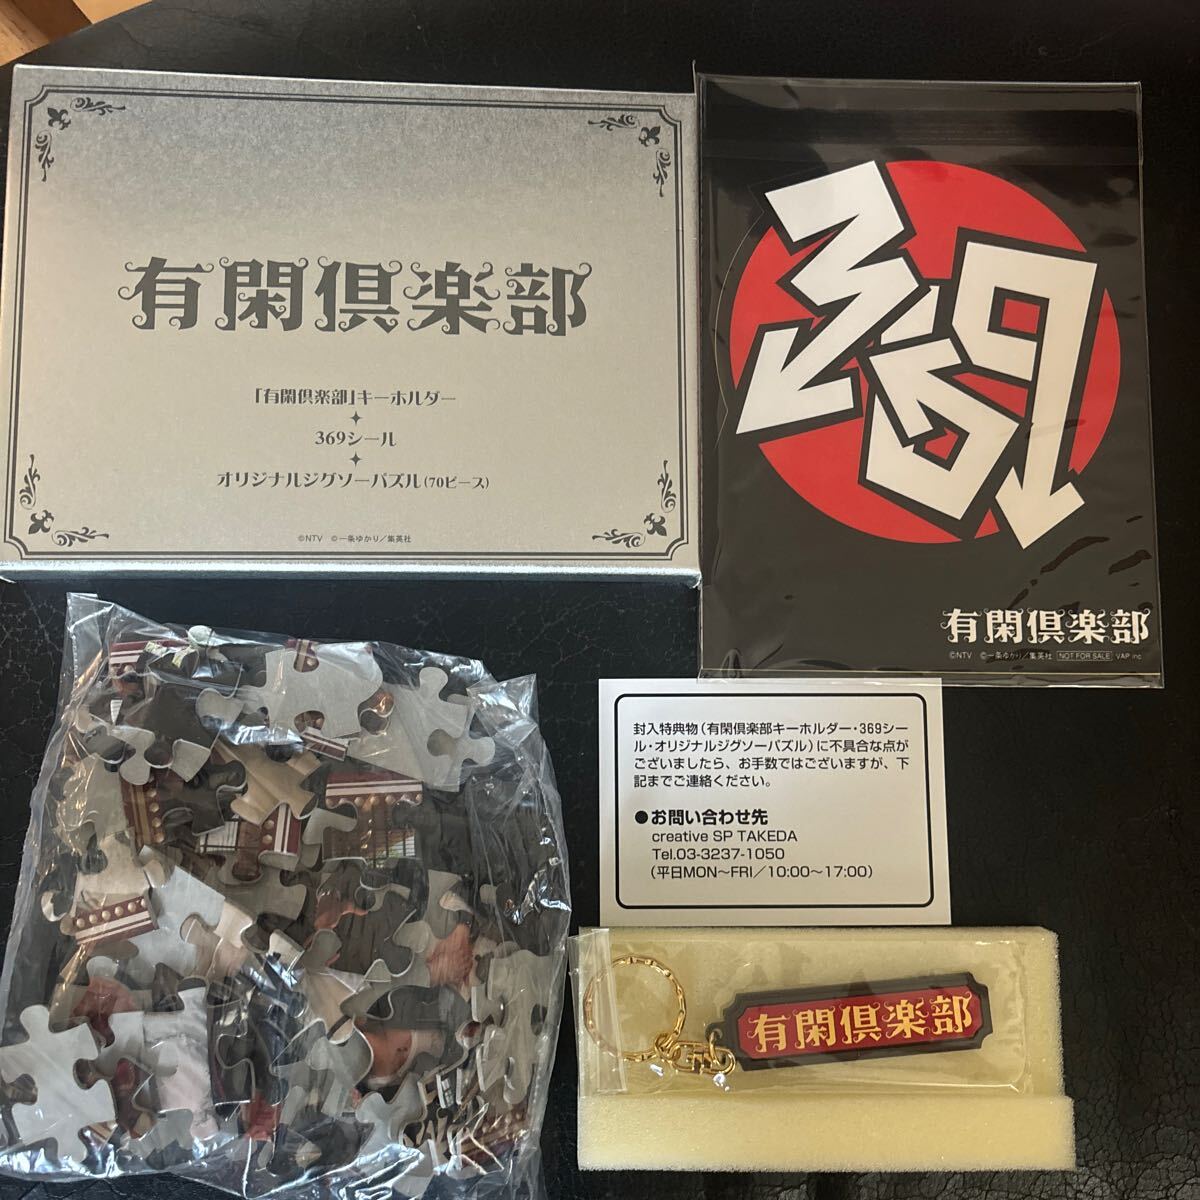 有閑倶楽部
「有閑倶楽部」キーホルダー
369シール
オリジナルジグソーパズル(70ピース)
©NTV ©一条ゆかり／集英社
369
有閑倶楽部
©NTV ©一条ゆかり／集英社 NOT FOR SALE VAP inc
封入特典物(有閑倶楽部キーホルダー・369シー
ル・オリジナルジグソーパズル)に不具合な点が
ございましたら、お手数ではございますが、下
記までご連絡ください。
●お問い合わせ先
creative SP TAKEDA
Tel.03-3237-1050
(平日MON〜FRI／10:00〜17:00)
有閑倶楽部